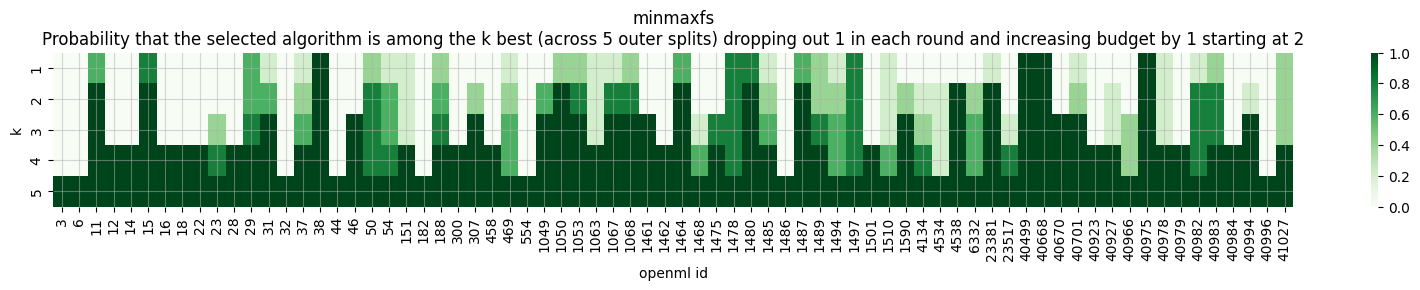 minmaxfs
Probability that the selected algorithm is among the k best (across 5 outer splits) dropping out 1 in each round and increasing budget by 1 starting at 2
k
1
2
3
4
5
3 6 11 12 14 15 16 18 22 23 28 29 31 32 37 38 44 46 50 54 151 182 188 300 307 458 469 554 1049 1050 1053 1063 1067 1068 1461 1462 1464 1468 1475 1478 1480 1485 1486 1487 1489 1494 1497 1501 1510 1590 4134 4534 4538 6332 23381 23517 40499 40668 40670 40701 40923 40927 40966 40975 40978 40979 40982 40983 40984 40994 40996 41027
openml id
1.0
0.8
0.6
0.4
0.2
0.0